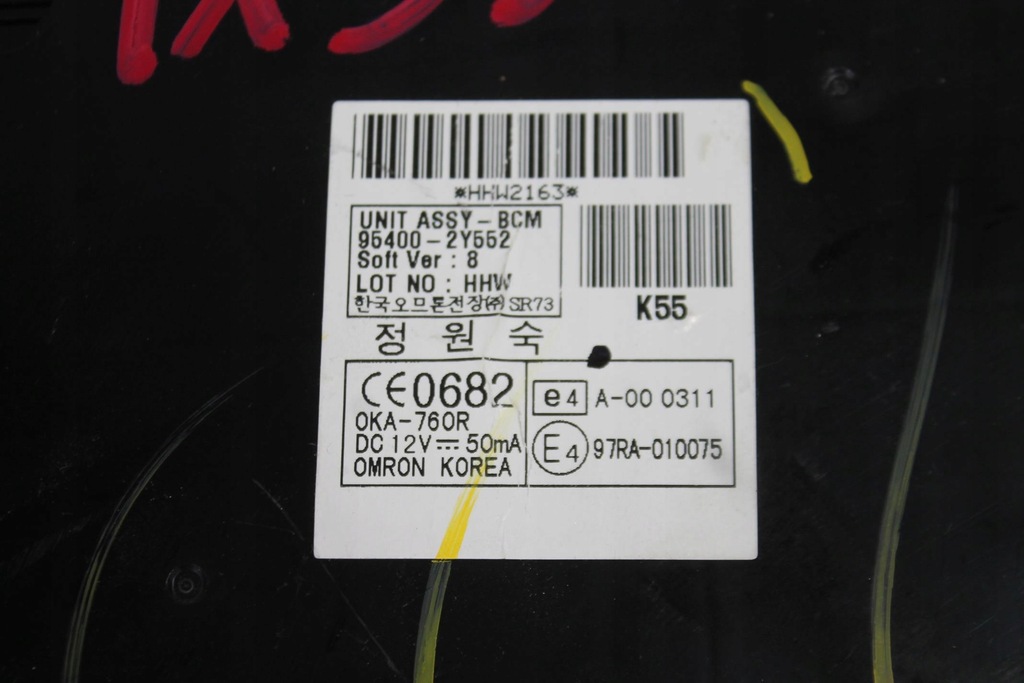 *HHW2163*
UNIT ASSY-BCM
95400-2Y552
Soft Ver : 8
LOT NO : HHW
한국오므론전장㈜ SR73
K55
정 원 숙
CE0682
OKA-760R
DC 12V⎓50mA
OMRON KOREA
e4 A-00 0311
E4 97RA-010075